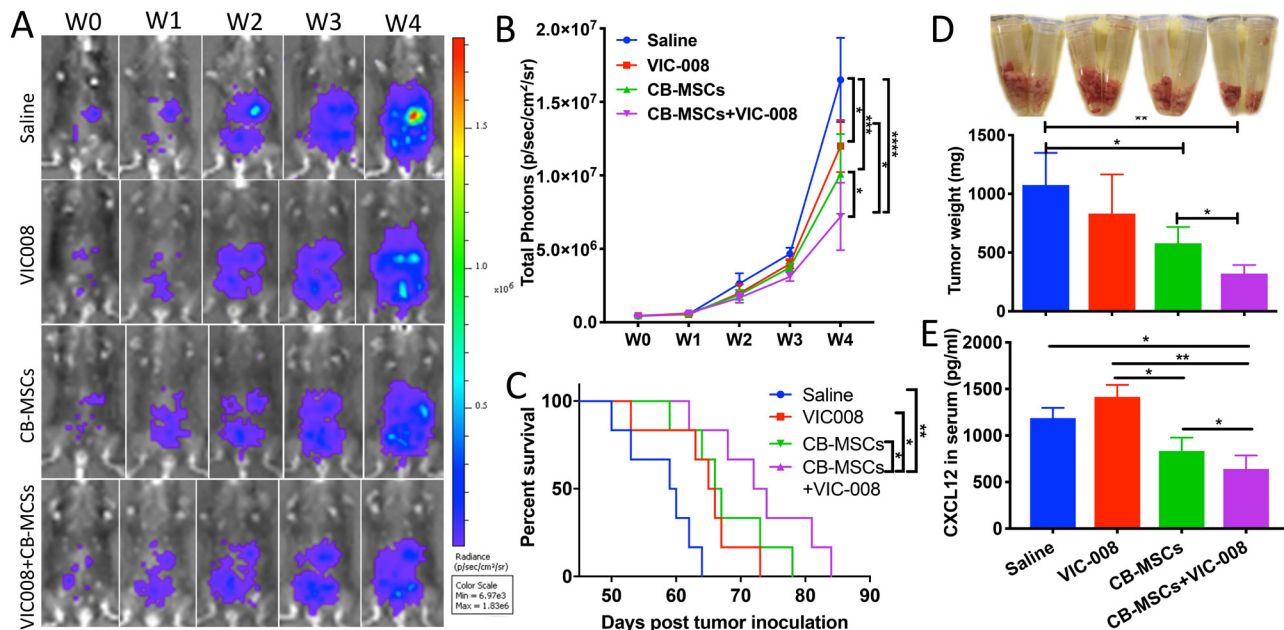 A
W0 W1 W2 W3 W4
Saline
VIC008
CB-MSCs
VIC008+CB-MCSs
1.5
1.0
x10⁶
0.5
Radiance
(p/sec/cm²/sr)
Color Scale
Min = 6.97e3
Max = 1.83e6
B
Total Photons (p/sec/cm²/sr)
2.0×10⁷
1.5×10⁷
1.0×10⁷
5.0×10⁶
0.0
W0 W1 W2 W3 W4
Saline
VIC-008
CB-MSCs
CB-MSCs+VIC-008
*
***
****
*
*
C
Percent survival
100
50
0
50 60 70 80 90
Days post tumor inoculation
Saline
VIC008
CB-MSCs
CB-MSCs
+VIC-008
*
*
**
D
Tumor weight (mg)
1500
1000
500
0
**
*
*
E
CXCL12 in serum (pg/ml)
2000
1500
1000
500
0
*
**
*
*
Saline
VIC-008
CB-MSCs
CB-MSCs+VIC-008